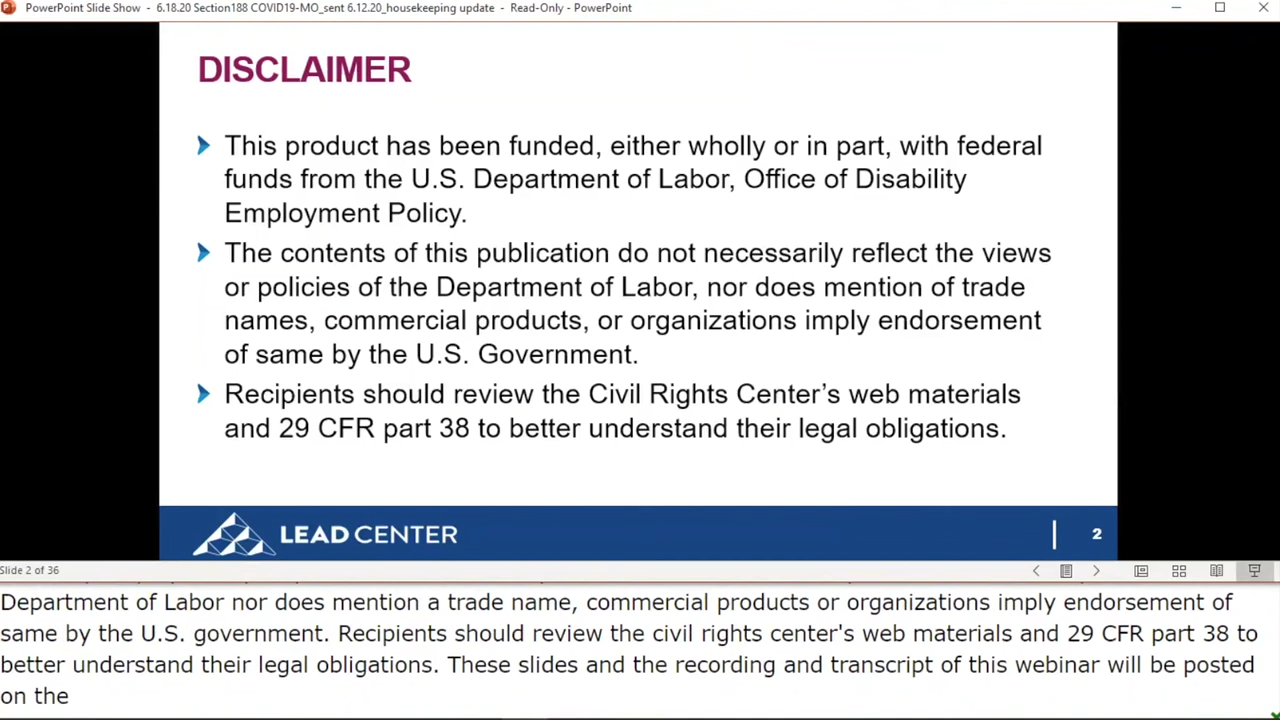 PowerPoint Slide Show - 6.18.20 Section188 COVID19-MO_sent 6.12.20_housekeeping update - Read-Only - PowerPoint
DISCLAIMER
This product has been funded, either wholly or in part, with federal
funds from the U.S. Department of Labor, Office of Disability
Employment Policy.
The contents of this publication do not necessarily reflect the views
or policies of the Department of Labor, nor does mention of trade
names, commercial products, or organizations imply endorsement
of same by the U.S. Government.
Recipients should review the Civil Rights Center’s web materials
and 29 CFR part 38 to better understand their legal obligations.
LEAD CENTER
2
Slide 2 of 36
Department of Labor nor does mention a trade name, commercial products or organizations imply endorsement of
same by the U.S. government. Recipients should review the civil rights center's web materials and 29 CFR part 38 to
better understand their legal obligations. These slides and the recording and transcript of this webinar will be posted
on the